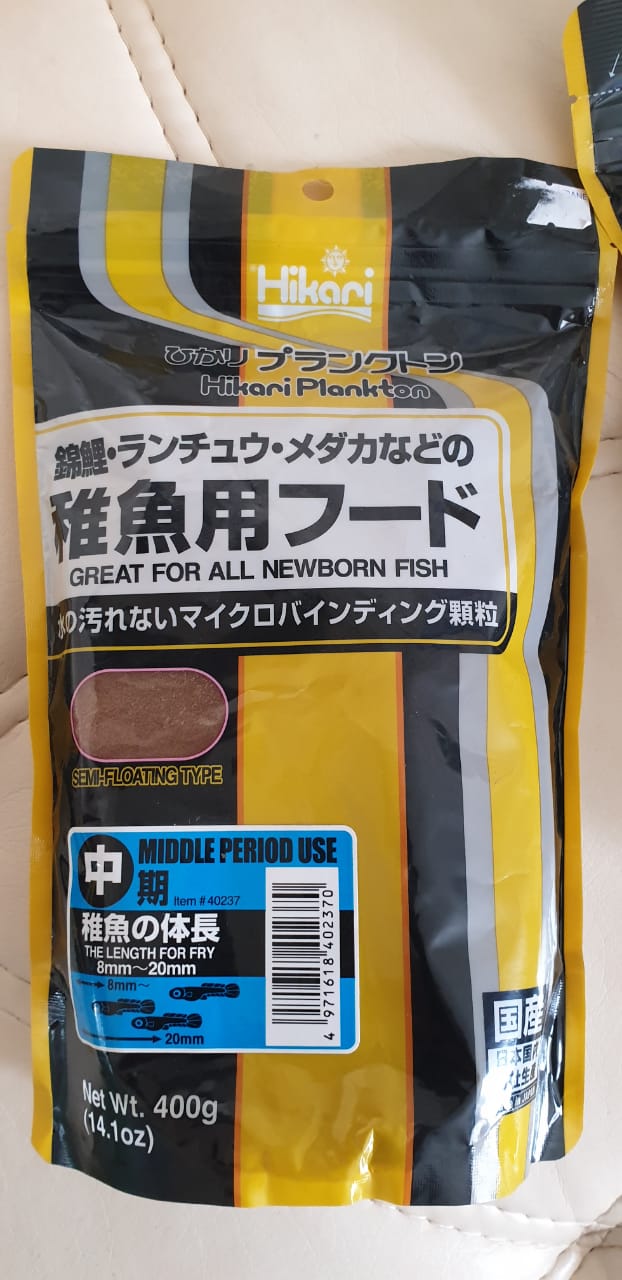 Hikari
ひかりプランクトン
Hikari Plankton
錦鯉・ランチュウ・メダカなどの
稚魚用フード
GREAT FOR ALL NEWBORN FISH
水の汚れないマイクロバインディング顆粒
SEMI-FLOATING TYPE
中期
MIDDLE PERIOD USE
Item # 40237
稚魚の体長
THE LENGTH FOR FRY
8mm～20mm
8mm～
20mm
4 971618 402370
国産
Net Wt. 400g
(14.1oz)